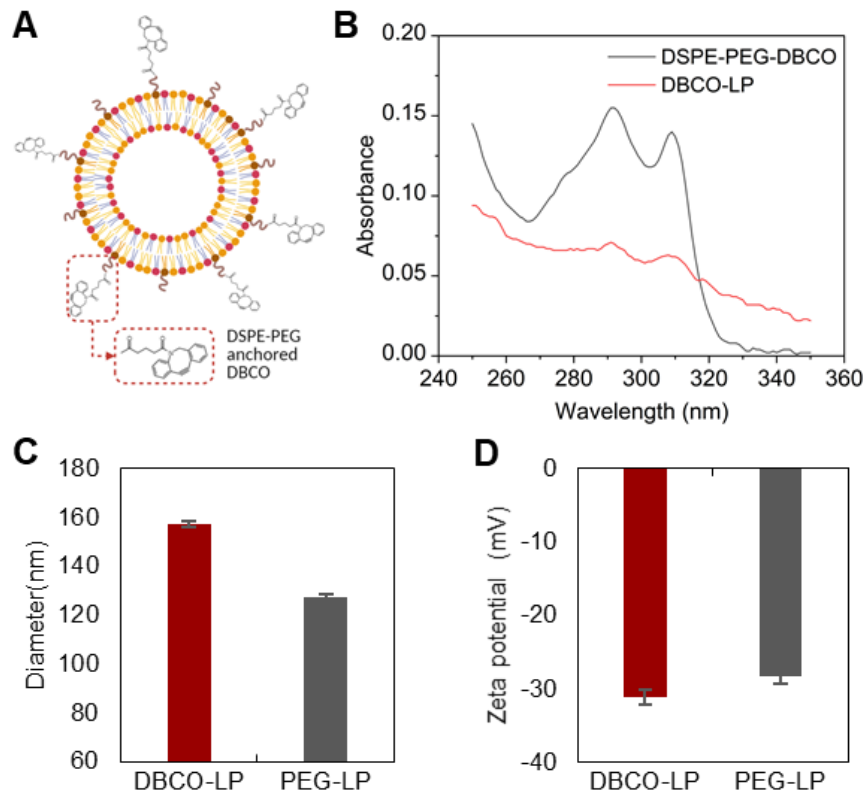 A
DSPE-PEG
anchored
DBCO
B
0.20
0.15
0.10
0.05
0.00
Absorbance
DSPE-PEG-DBCO
DBCO-LP
240 260 280 300 320 340 360
Wavelength (nm)
C
180
160
140
120
100
80
60
Diameter(nm)
DBCO-LP PEG-LP
D
0
-10
-20
-30
-40
Zeta potential (mV)
DBCO-LP PEG-LP